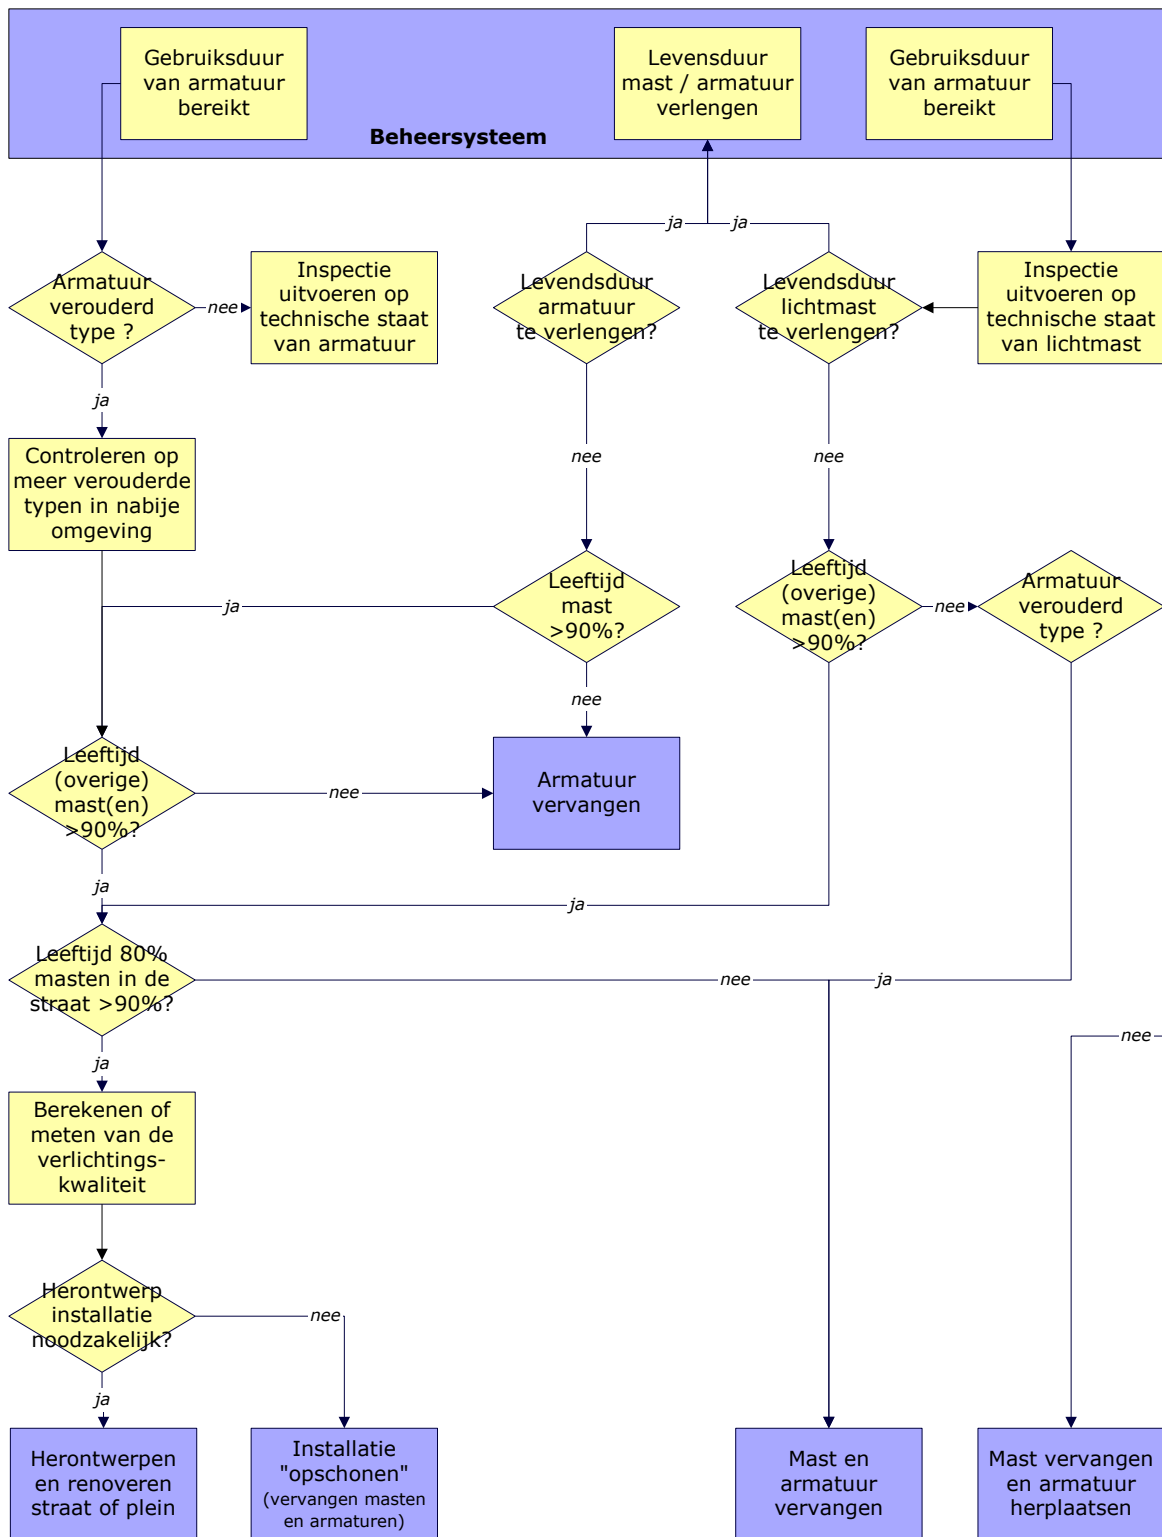 Gebruiksduur
van armatuur
bereikt
Levensduur
mast / armatuur
verlengen
Gebruiksduur
van armatuur
bereikt
Beheersysteem
ja
ja
Armatuur
verouderd
type ?
nee
Inspectie
uitvoeren op
technische staat
van armatuur
Levendsduur
armatuur
te verlengen?
Levendsduur
lichtmast
te verlengen?
Inspectie
uitvoeren op
technische staat
van lichtmast
ja
Controleren op
meer verouderde
typen in nabije
omgeving
nee
nee
ja
Leeftijd
mast
>90%?
Leeftijd
(overige)
mast(en)
>90%?
nee
Armatuur
verouderd
type ?
nee
Leeftijd
(overige)
mast(en)
>90%?
nee
Armatuur
vervangen
ja
ja
Leeftijd 80%
masten in de
straat >90%?
nee
ja
nee
ja
Berekenen of
meten van de
verlichtings-
kwaliteit
Herontwerp
installatie
noodzakelijk?
nee
ja
Herontwerpen
en renoveren
straat of plein
Installatie
"opschonen"
(vervangen masten
en armaturen)
Mast en
armatuur
vervangen
Mast vervangen
en armatuur
herplaatsen